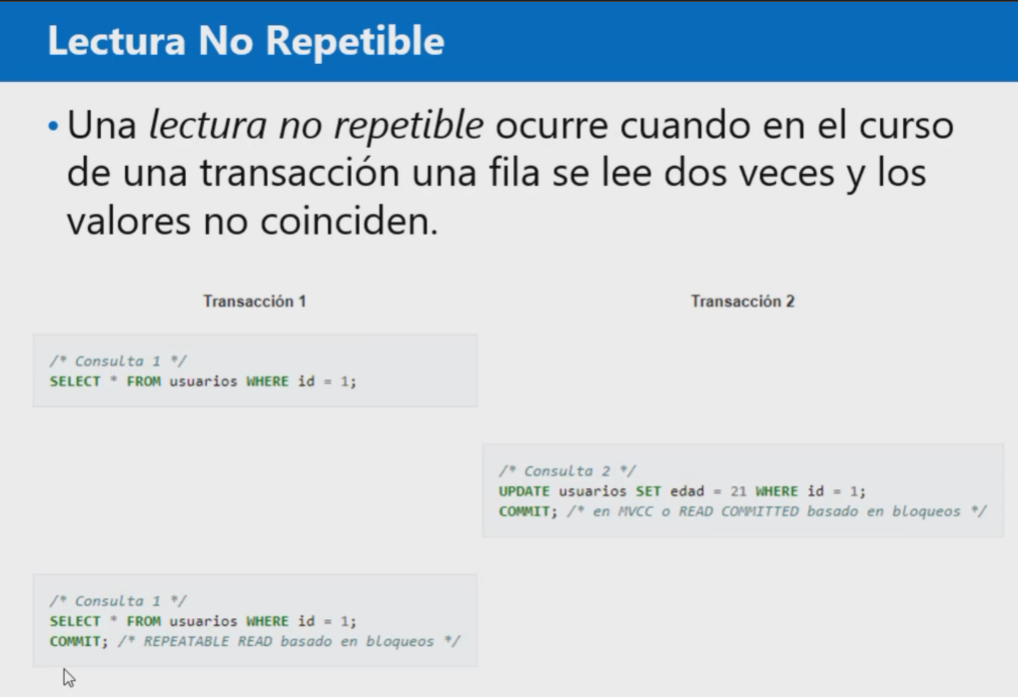 Lectura No Repetible
• Una lectura no repetible ocurre cuando en el curso
de una transacción una fila se lee dos veces y los
valores no coinciden.
Transacción 1
Transacción 2
/* Consulta 1 */
SELECT * FROM usuarios WHERE id = 1;
/* Consulta 2 */
UPDATE usuarios SET edad = 21 WHERE id = 1;
COMMIT; /* en MVCC o READ COMMITTED basado en bloqueos */
/* Consulta 1 */
SELECT * FROM usuarios WHERE id = 1;
COMMIT; /* REPEATABLE READ basado en bloqueos */